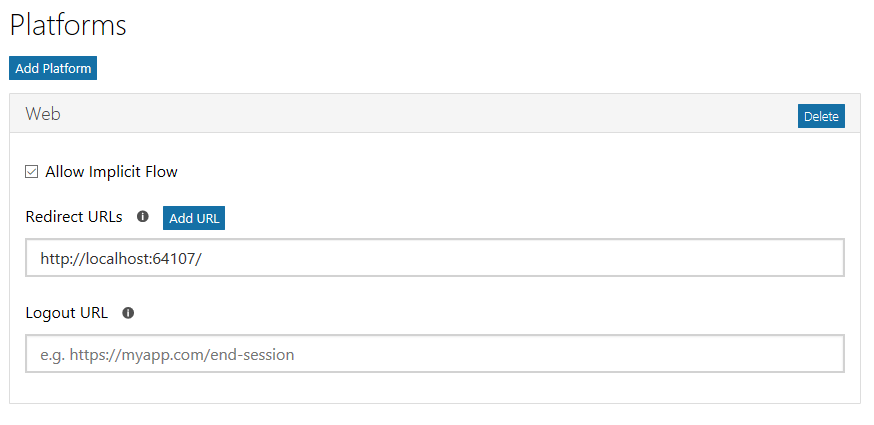 Platforms
Add Platform
Web
Delete
Allow Implicit Flow
Redirect URLs
Add URL
http://localhost:64107/
Logout URL
e.g. https://myapp.com/end-session